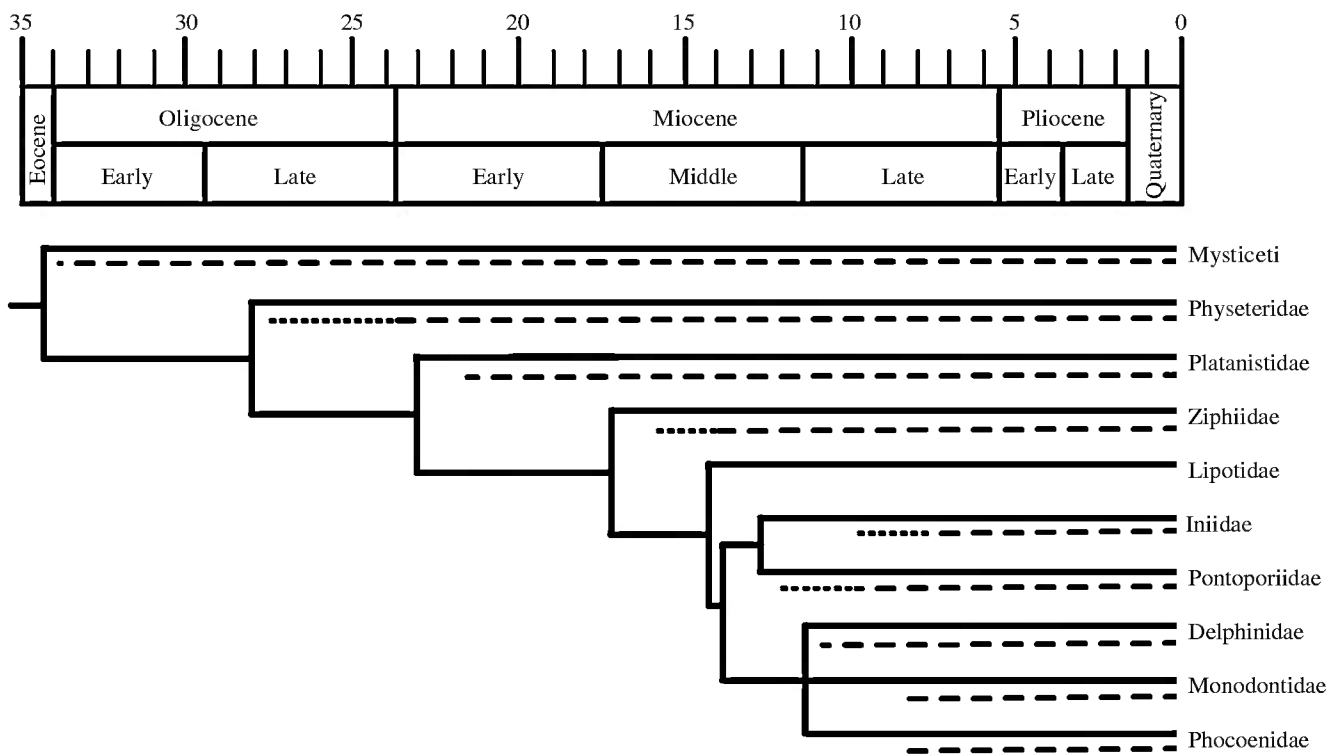 35 30 25 20 15 10 5 0
Eocene
Oligocene Miocene Pliocene
Quaternary
Early Late Early Middle Late Early Late
Mysticeti
Physeteridae
Platanistidae
Ziphiidae
Lipotidae
Iniidae
Pontoporiidae
Delphinidae
Monodontidae
Phocoenidae